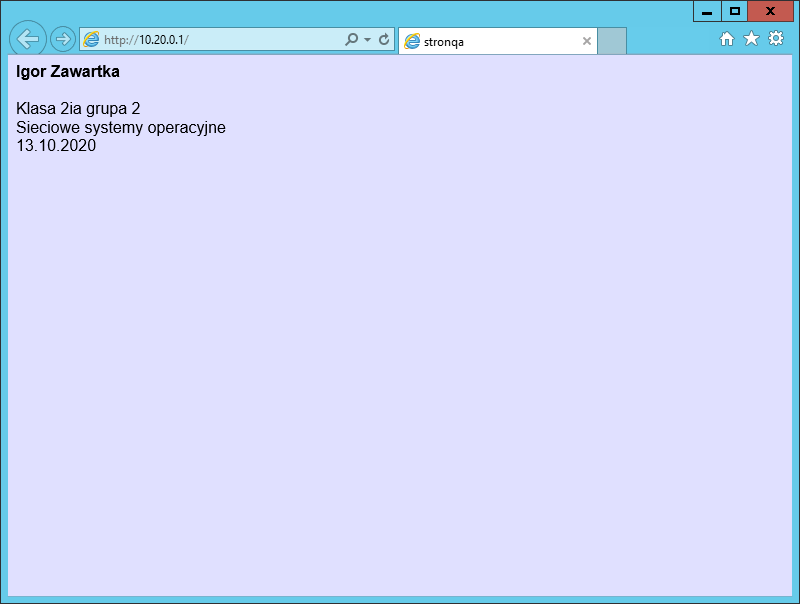 http://10.20.0.1/
stronqa
Igor Zawartka
Klasa 2ia grupa 2
Sieciowe systemy operacyjne
13.10.2020